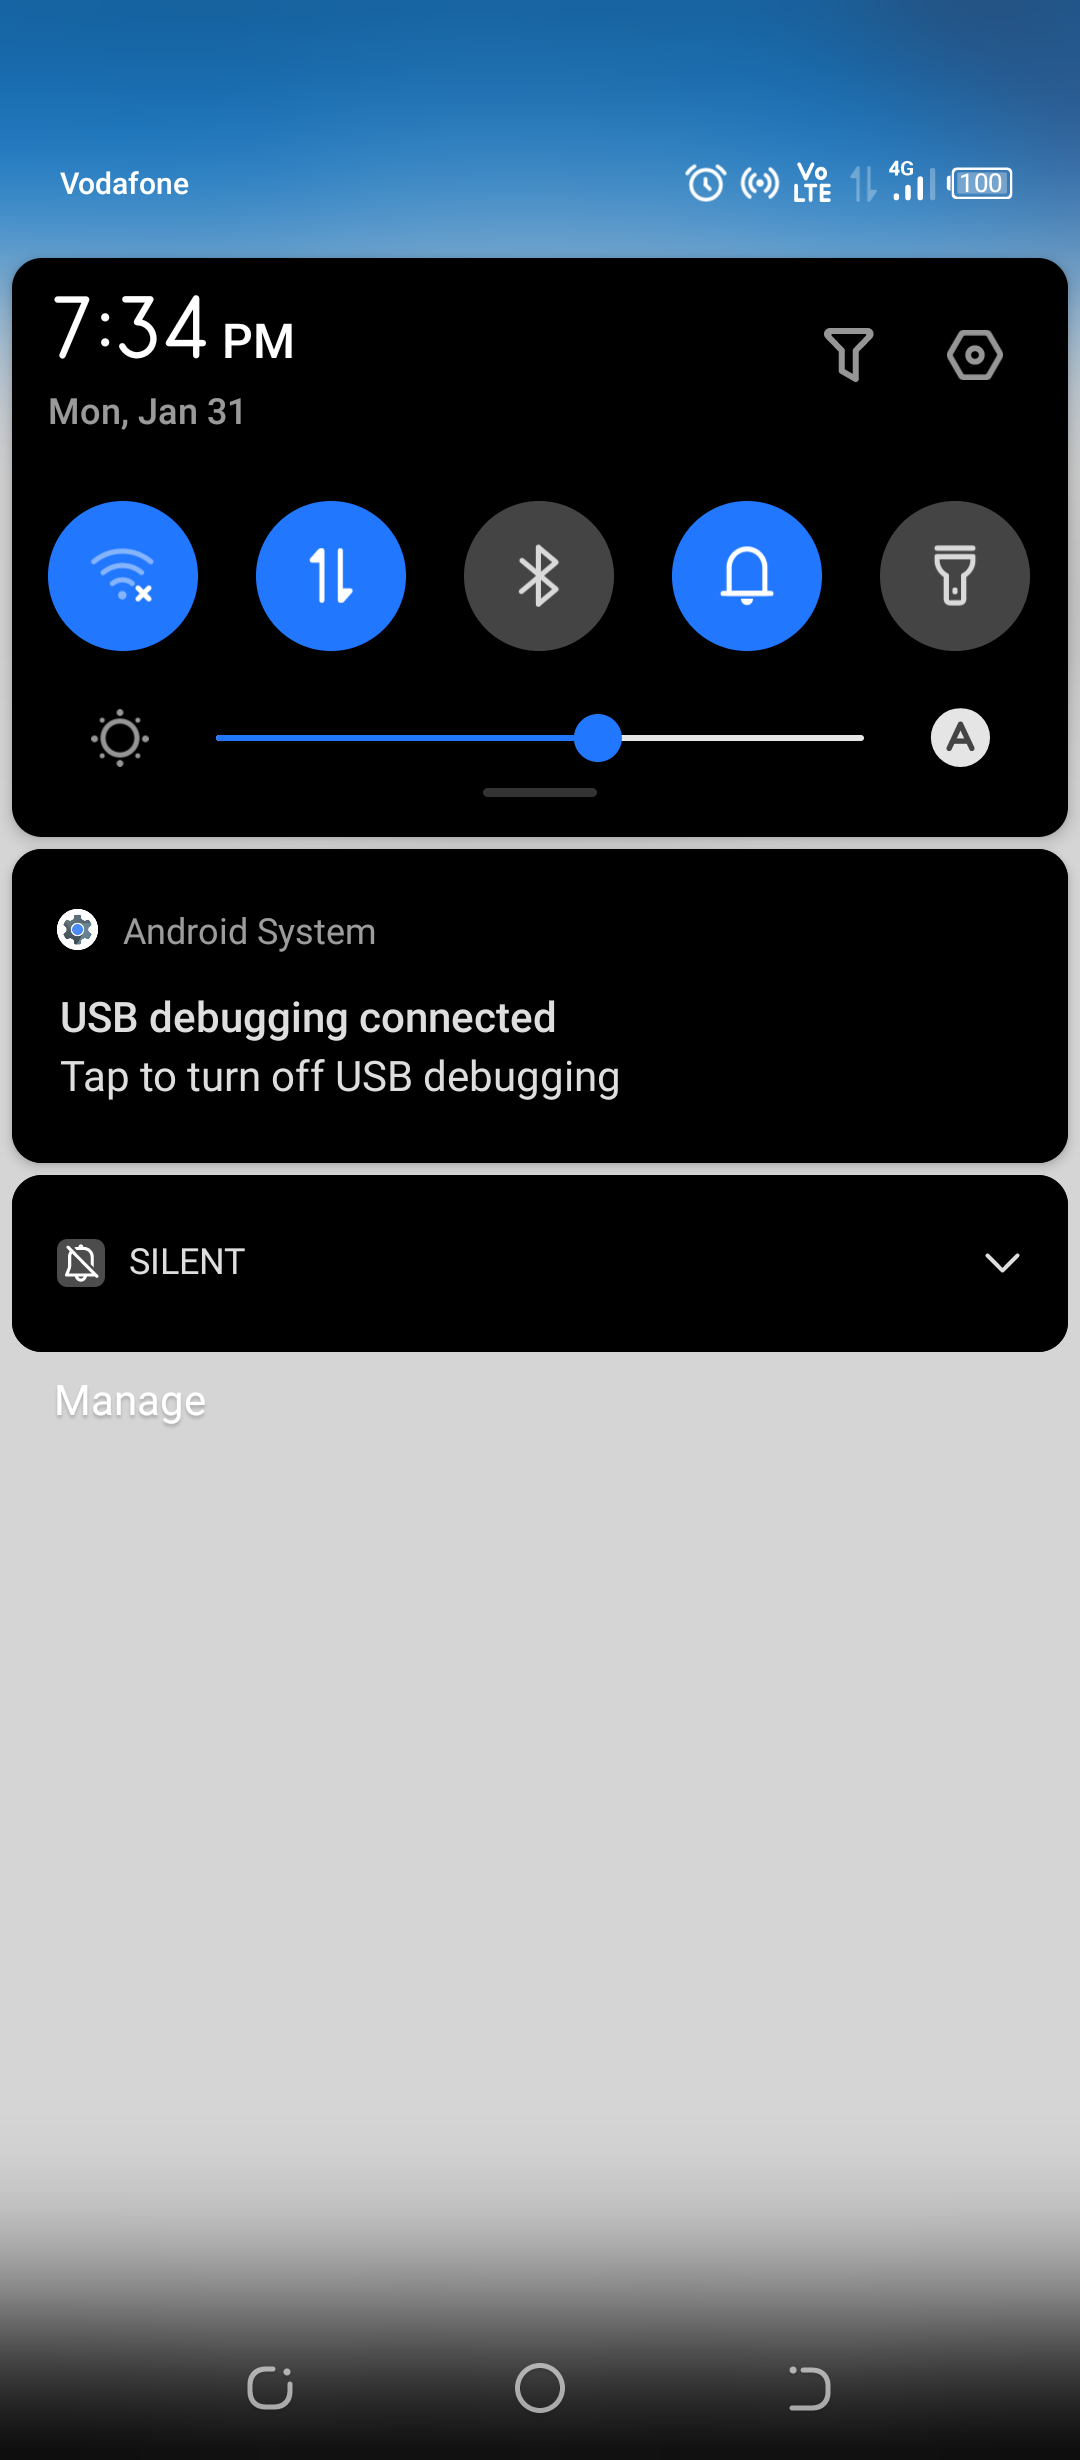 Vodafone
Vo
LTE
4G
100
7:34 PM
Mon, Jan 31
A
Android System
USB debugging connected
Tap to turn off USB debugging
SILENT
Manage